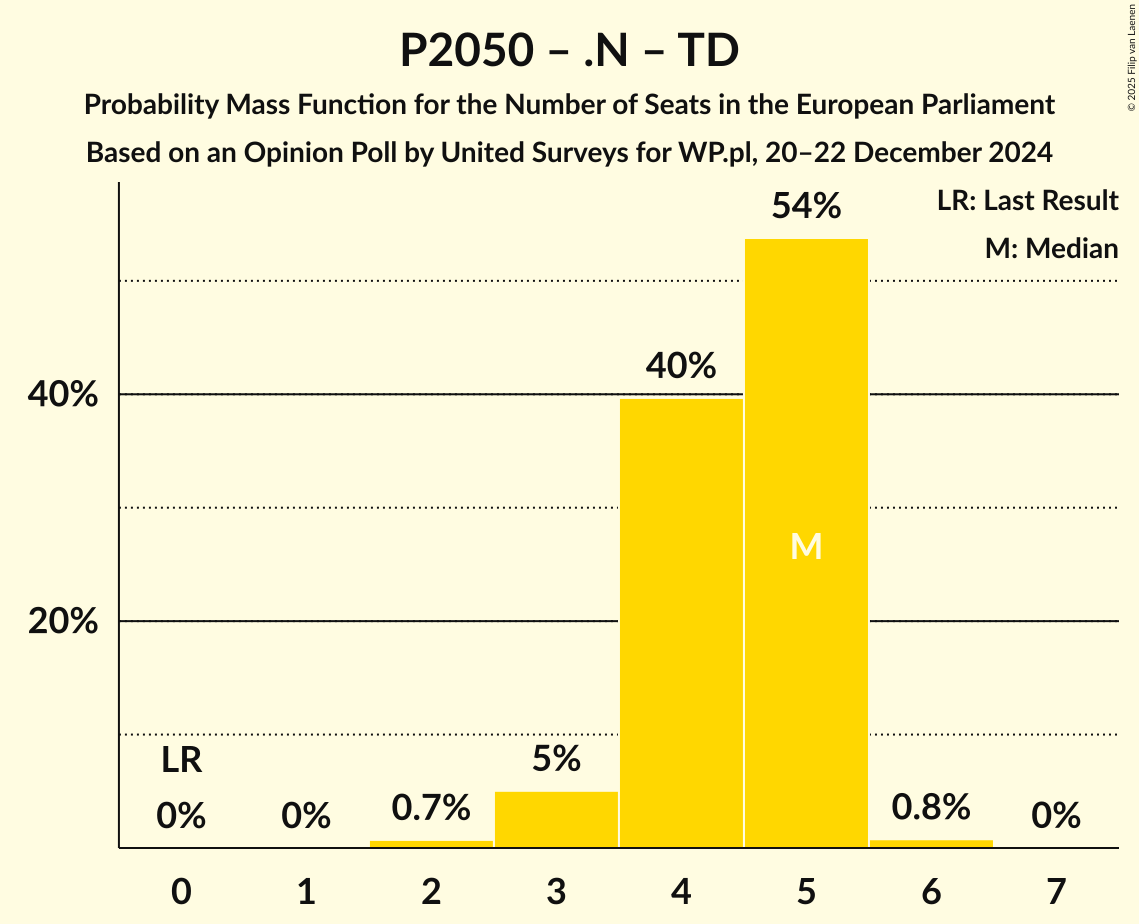 P2050 – .N – TD
Probability Mass Function for the Number of Seats in the European Parliament
Based on an Opinion Poll by United Surveys for WP.pl, 20–22 December 2024
© 2025 Filip van Laenen
LR: Last Result
M: Median
54%
40%
40%
M
20%
LR
5%
0%
0%
0.7%
0.8%
0%
0 1 2 3 4 5 6 7